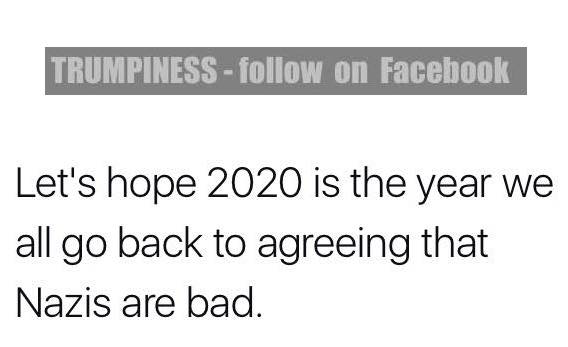 TRUMPINESS - follow on Facebook
Let's hope 2020 is the year we
all go back to agreeing that
Nazis are bad.